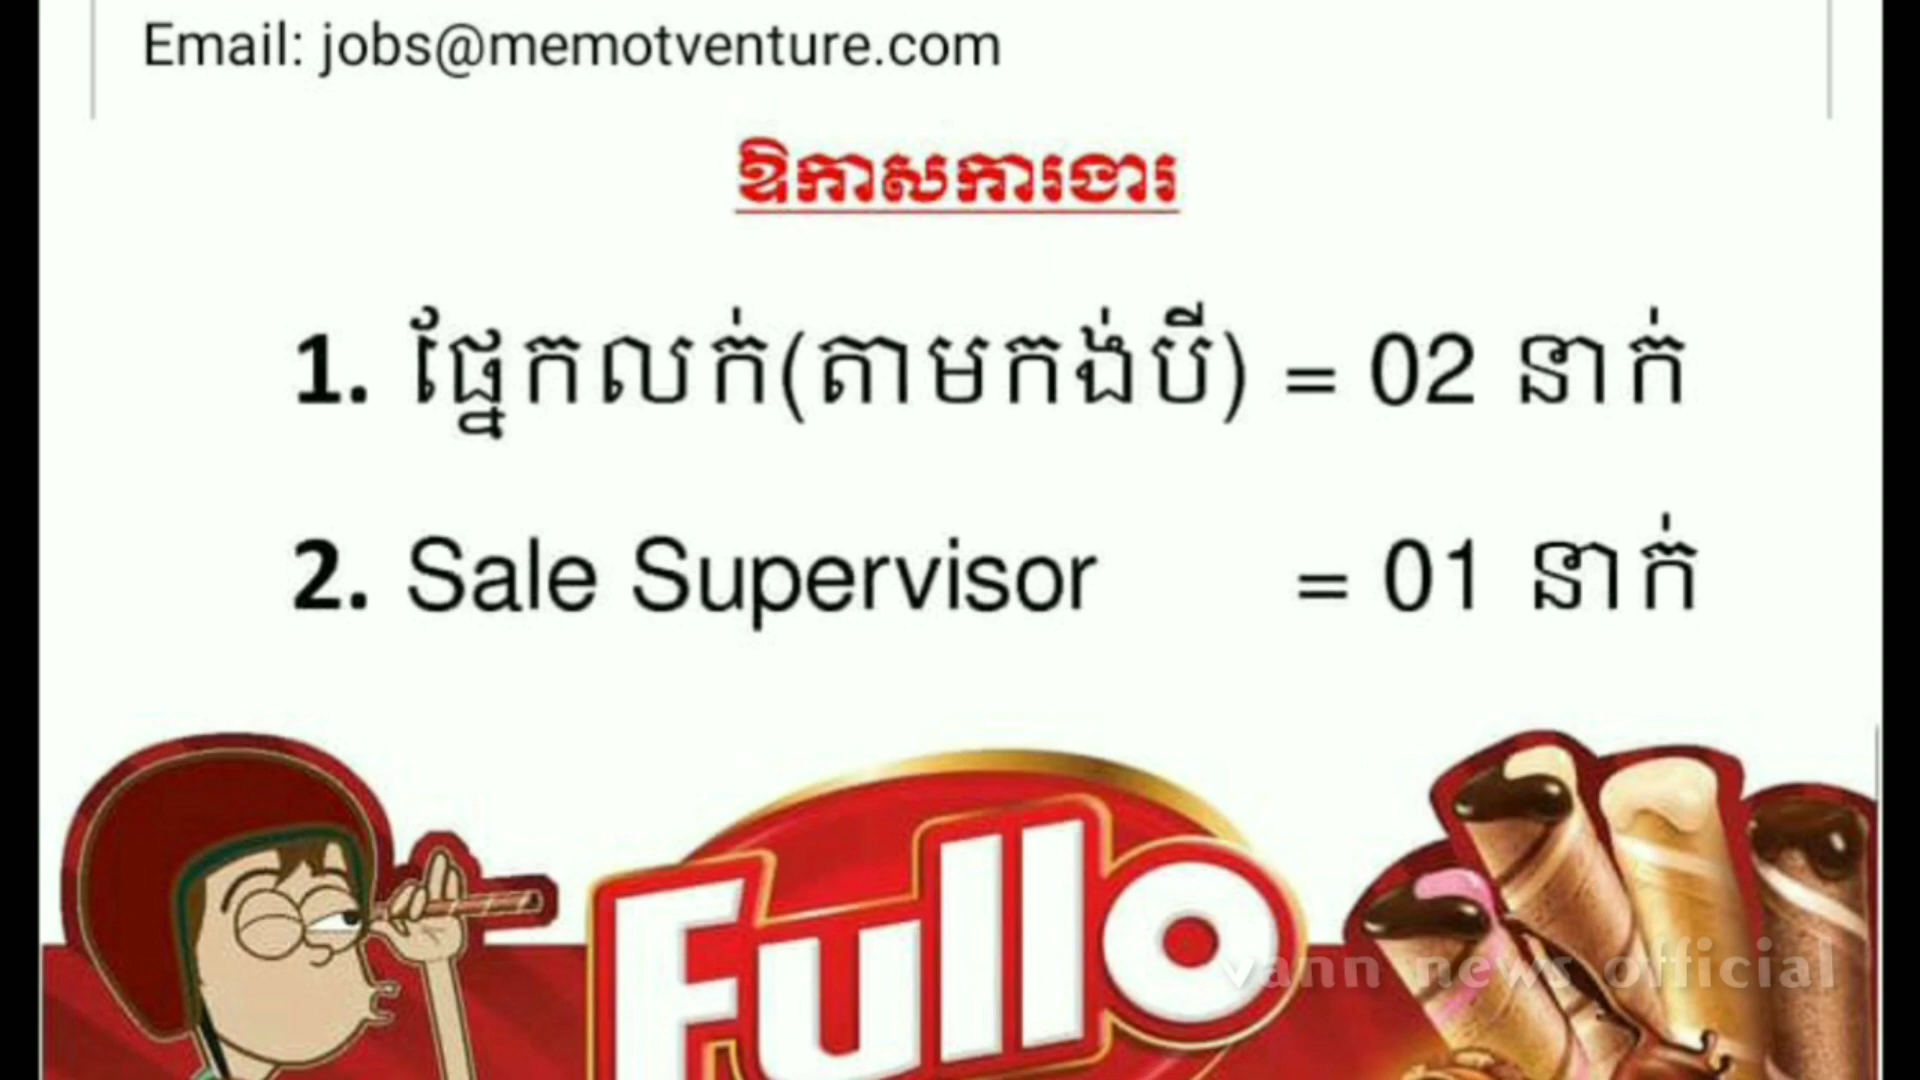 Email: jobs@memotventure.com
ឱកាសការងារ
1. ផ្នែកលក់(តាមកង់បី) = 02 នាក់
2. Sale Supervisor = 01 នាក់
Fullo
vann news official